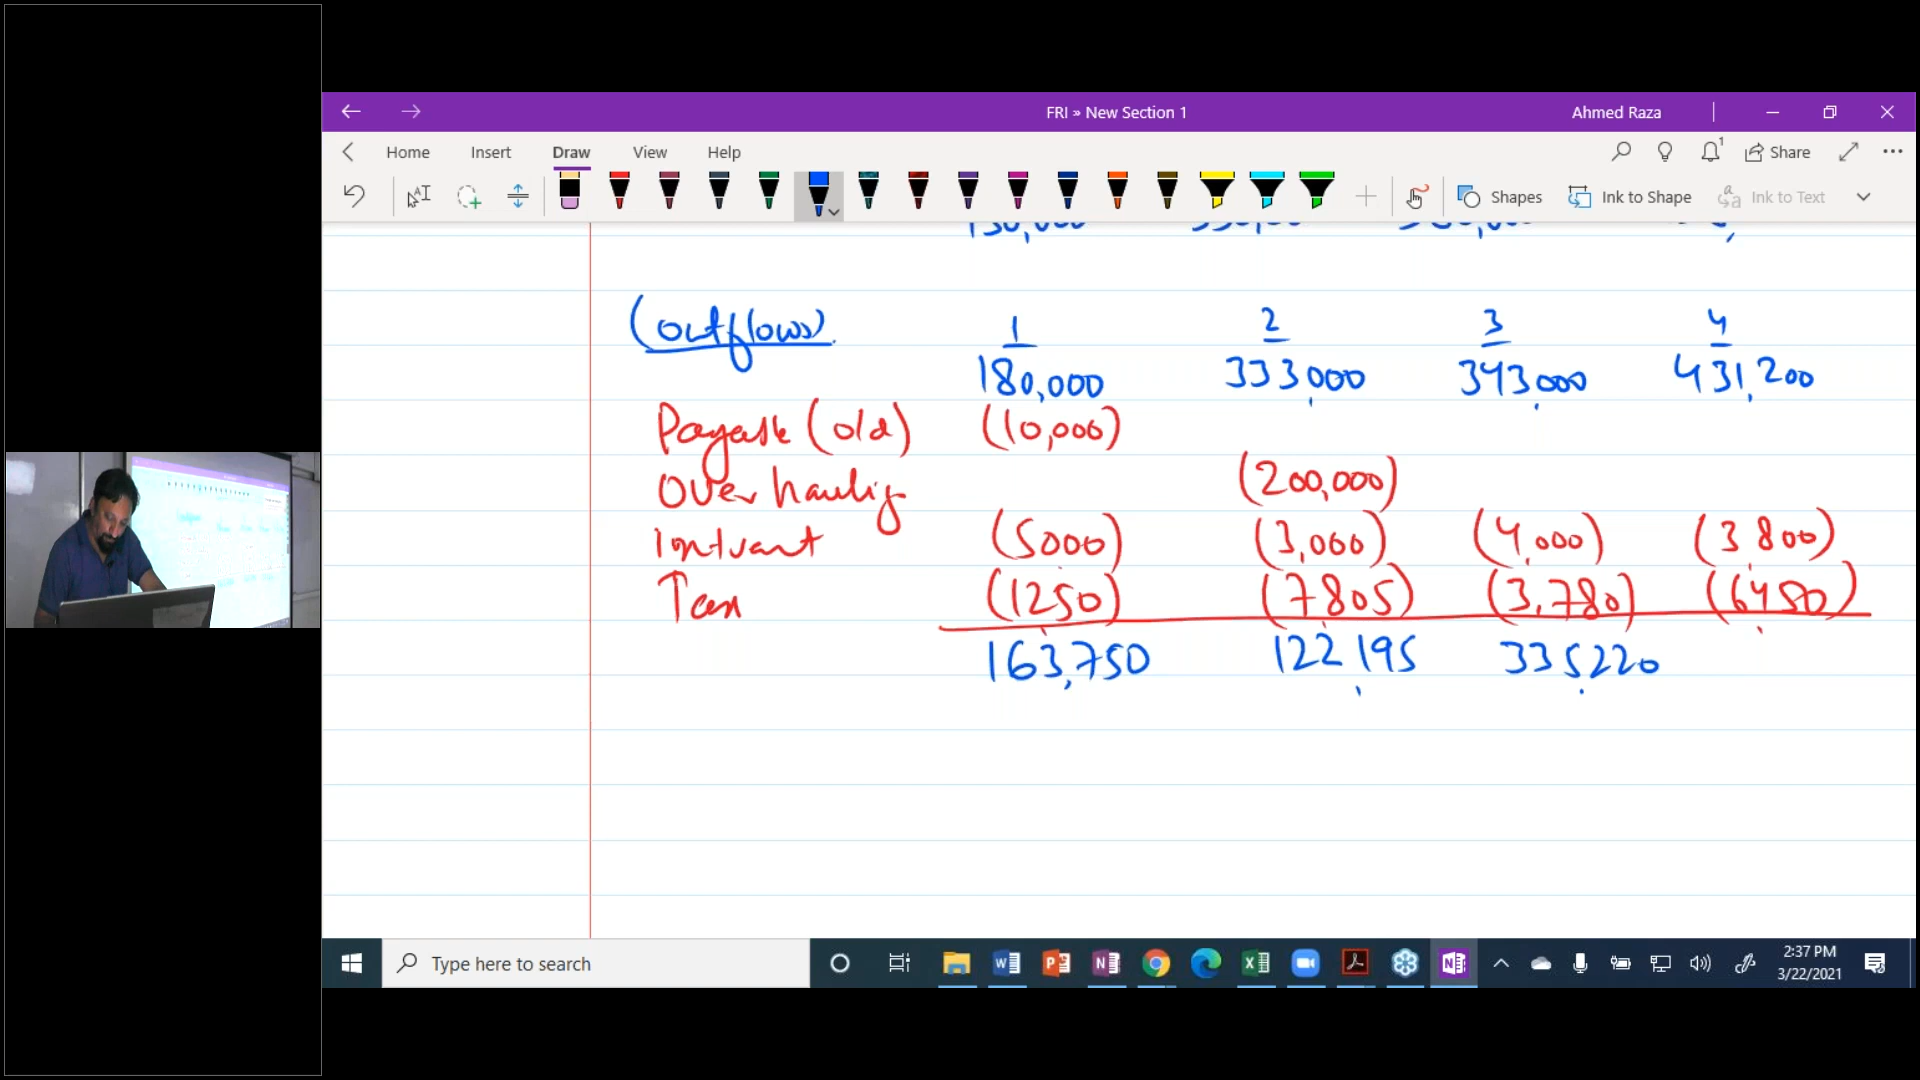 FRI » New Section 1
Ahmed Raza
Home Insert Draw View Help
Share
Shapes Ink to Shape Ink to Text
(outflows) 1 2 3 4
180,000 333,000 343,000 431,200
(old) (10,000)
(200,000)
(5000) (3,000) (4,000) (3800)
Tax (1250) (7805) (3,780) (6450)
163,750 122,195 335,220
Type here to search
2:37 PM
3/22/2021